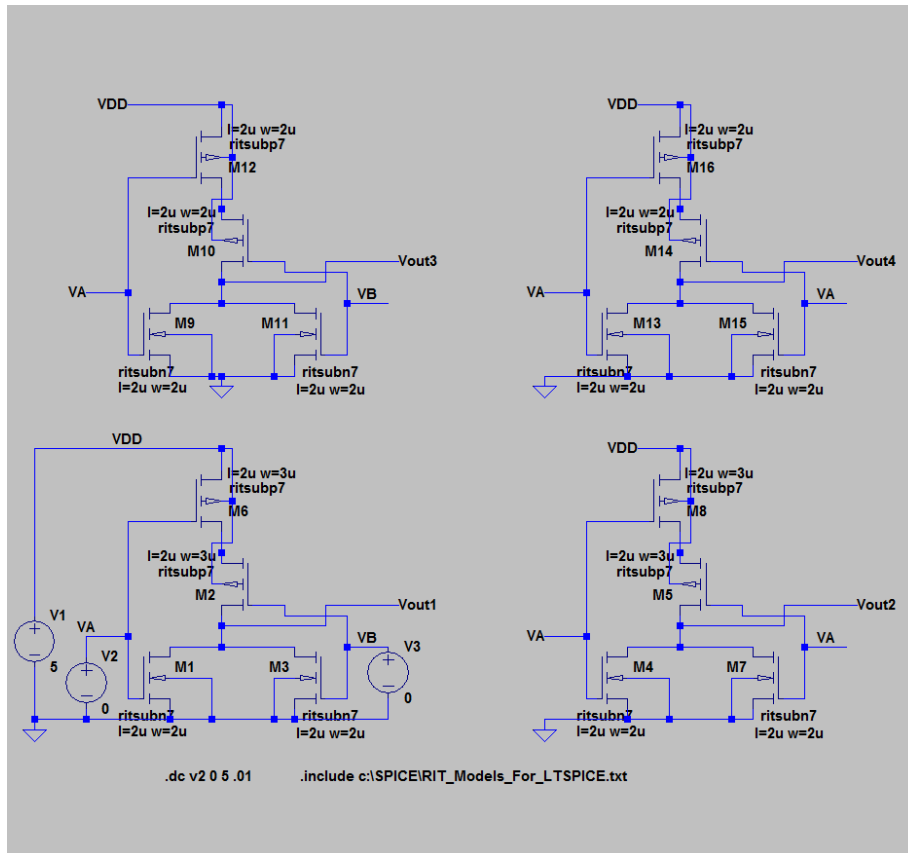 VDD
l=2u w=2u
ritsubp7
M12
l=2u w=2u
ritsubp7
M10
Vout3
VA
VB
M9
M11
ritsubn7
l=2u w=2u
ritsubn7
l=2u w=2u
VDD
l=2u w=2u
ritsubp7
M16
l=2u w=2u
ritsubp7
M14
Vout4
VA
VA
M13
M15
ritsubn7
l=2u w=2u
ritsubn7
l=2u w=2u
VDD
l=2u w=3u
ritsubp7
M6
l=2u w=3u
ritsubp7
M2
Vout1
V1
5
VA
V2
0
VB
V3
0
M1
M3
ritsubn7
l=2u w=2u
ritsubn7
l=2u w=2u
VDD
l=2u w=3u
ritsubp7
M8
l=2u w=3u
ritsubp7
M5
Vout2
VA
VA
M4
M7
ritsubn7
l=2u w=2u
ritsubn7
l=2u w=2u
.dc v2 0 5 .01
.include c:\SPICE\RIT_Models_For_LTSPICE.txt